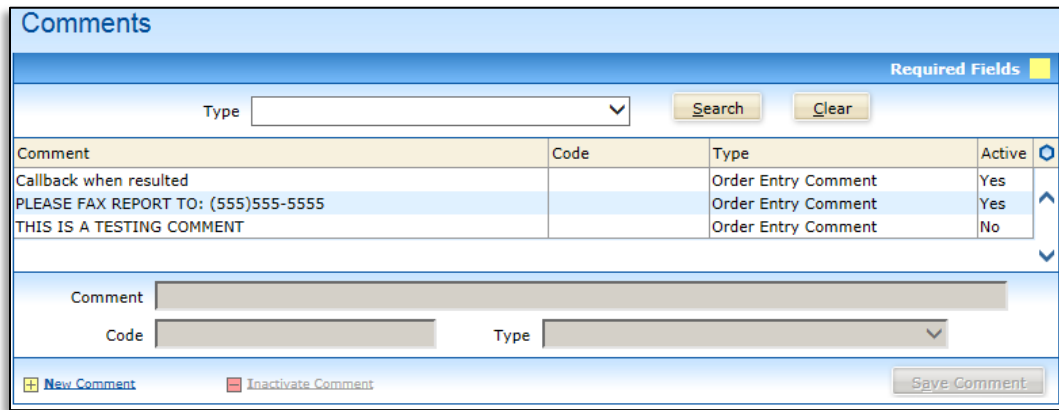 Comments
Required Fields
Type Search Clear
Comment Code Type Active
Callback when resulted Order Entry Comment Yes
PLEASE FAX REPORT TO: (555)555-5555 Order Entry Comment Yes
THIS IS A TESTING COMMENT Order Entry Comment No
Comment
Code Type
New Comment Inactivate Comment Save Comment